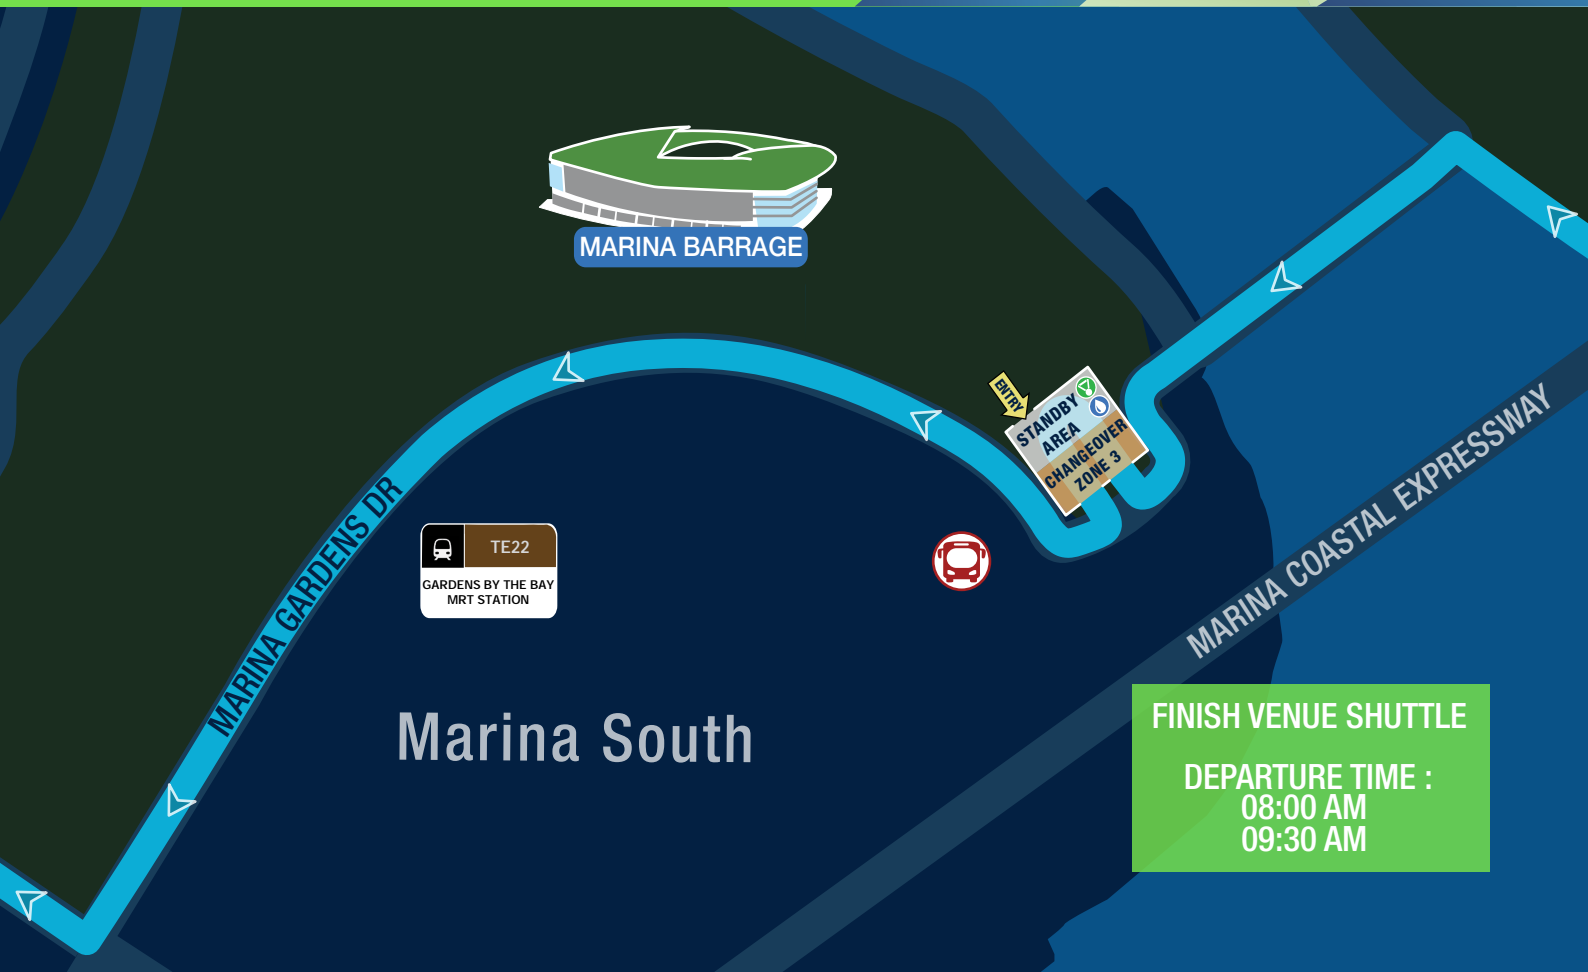 MARINA BARRAGE
ENTRY
STANDBY
AREA
CHANGEOVER
ZONE 3
MARINA COASTAL EXPRESSWAY
MARINA GARDENS DR
TE22
GARDENS BY THE BAY
MRT STATION
Marina South
FINISH VENUE SHUTTLE
DEPARTURE TIME :
08:00 AM
09:30 AM